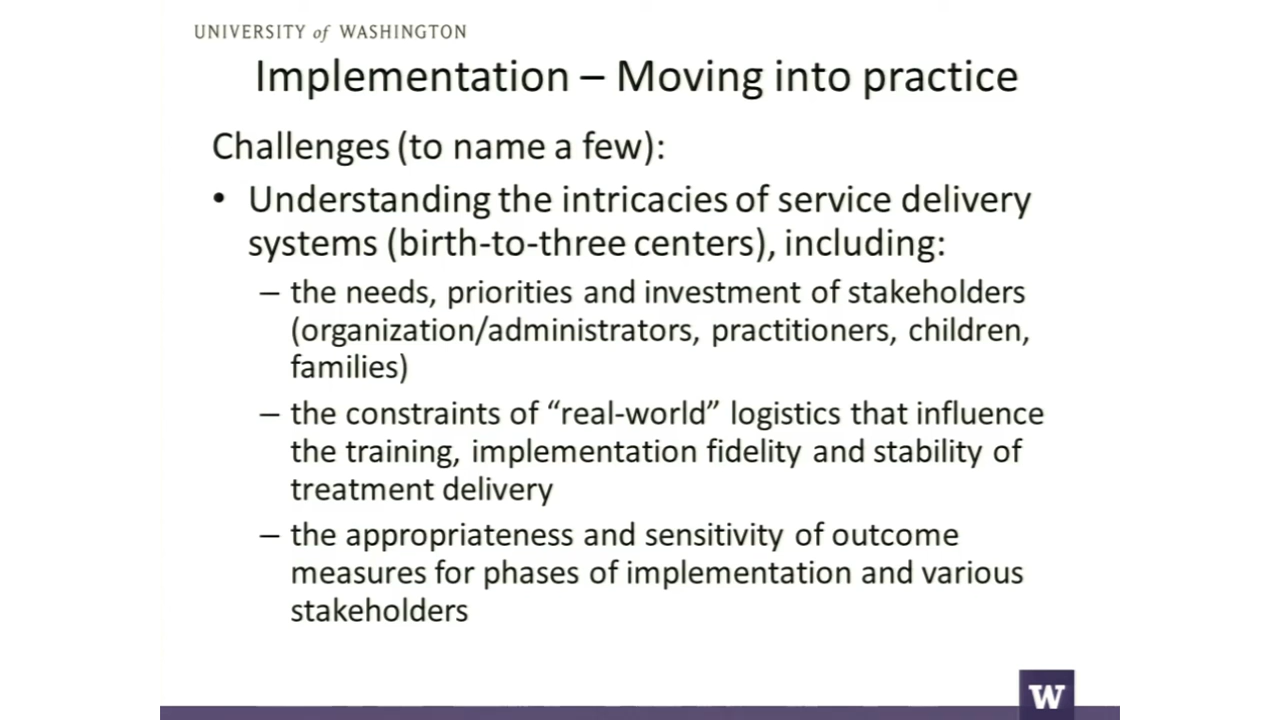 UNIVERSITY of WASHINGTON
Implementation – Moving into practice
Challenges (to name a few):
• Understanding the intricacies of service delivery
systems (birth-to-three centers), including:
– the needs, priorities and investment of stakeholders
(organization/administrators, practitioners, children,
families)
– the constraints of “real-world” logistics that influence
the training, implementation fidelity and stability of
treatment delivery
– the appropriateness and sensitivity of outcome
measures for phases of implementation and various
stakeholders
W